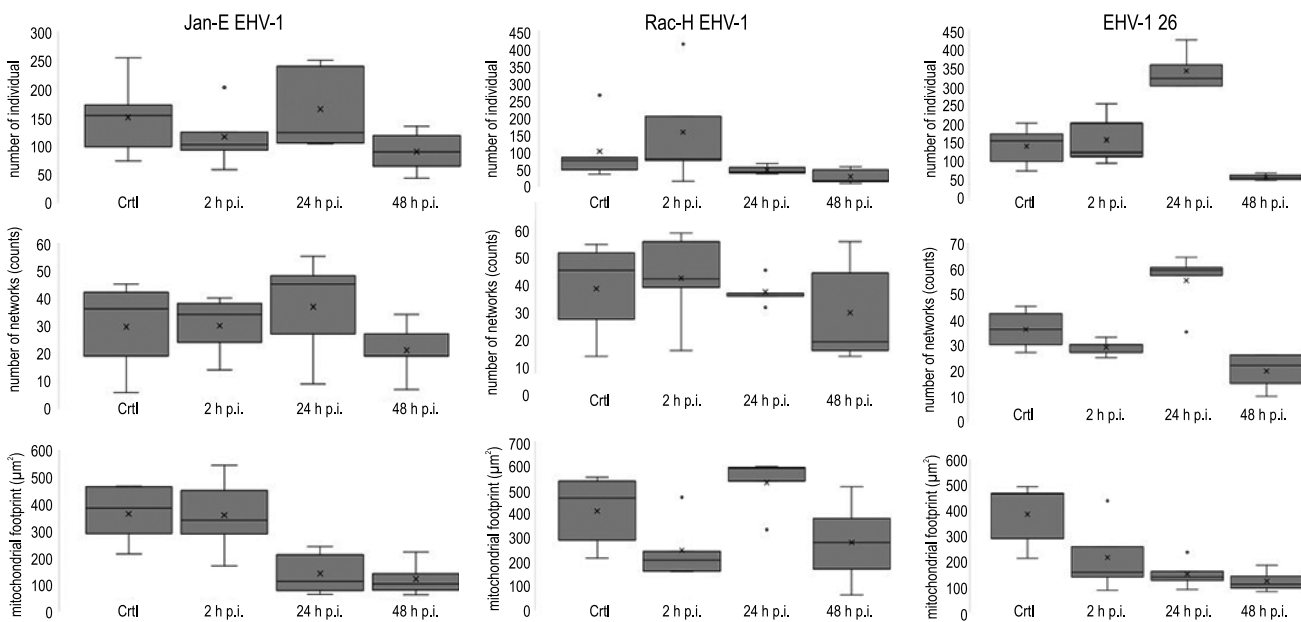 Jan-E EHV-1
Rac-H EHV-1
EHV-1 26
number of individual
300
250
200
150
100
50
0
Crtl
2 h p.i.
24 h p.i.
48 h p.i.
number of individual
450
400
350
300
250
200
150
100
50
0
Crtl
2 h p.i.
24 h p.i.
48 h p.i.
number of individual
450
400
350
300
250
200
150
100
50
0
Crtl
2 h p.i.
24 h p.i.
48 h p.i.
number of networks (counts)
60
50
40
30
20
10
0
Crtl
2 h p.i.
24 h p.i.
48 h p.i.
number of networks (counts)
60
50
40
30
20
10
0
Crtl
2 h p.i.
24 h p.i.
48 h p.i.
number of networks (counts)
70
60
50
40
30
20
10
0
Crtl
2 h p.i.
24 h p.i.
48 h p.i.
mitochondrial footprint (µm²)
600
500
400
300
200
100
0
Crtl
2 h p.i.
24 h p.i.
48 h p.i.
mitochondrial footprint (µm²)
700
600
500
400
300
200
100
0
Crtl
2 h p.i.
24 h p.i.
48 h p.i.
mitochondrial footprint (µm²)
600
500
400
300
200
100
0
Crtl
2 h p.i.
24 h p.i.
48 h p.i.